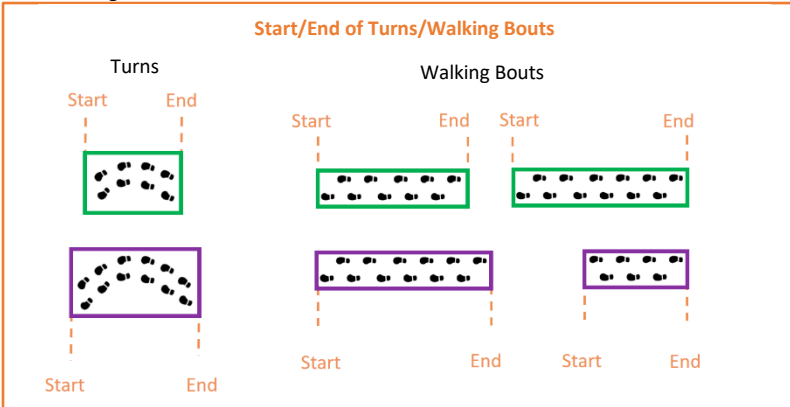 Start/End of Turns/Walking Bouts
Turns
Walking Bouts
Start End
Start End Start End
Start End Start End
Start End